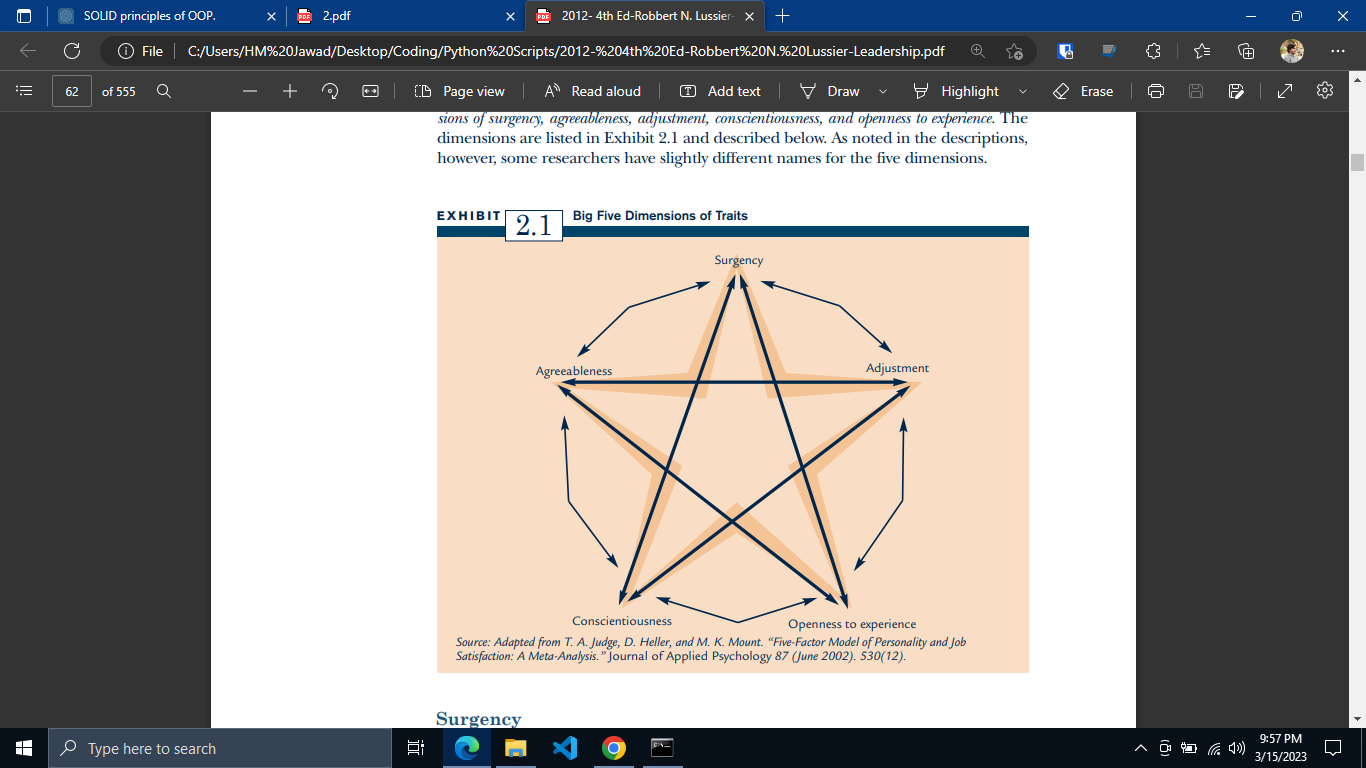 SOLID principles of OOP.
2.pdf
2012- 4th Ed-Robbert N. Lussier-
File
C:/Users/HM%20Jawad/Desktop/Coding/Python%20Scripts/2012-%204th%20Ed-Robbert%20N.%20Lussier-Leadership.pdf
62 of 555
Page view
Read aloud
Add text
Draw
Highlight
Erase
sions of surgency, agreeableness, adjustment, conscientiousness, and openness to experience. The
dimensions are listed in Exhibit 2.1 and described below. As noted in the descriptions,
however, some researchers have slightly different names for the five dimensions.
EXHIBIT 2.1 Big Five Dimensions of Traits
Surgency
Agreeableness
Adjustment
Conscientiousness
Openness to experience
Source: Adapted from T. A. Judge, D. Heller, and M. K. Mount. “Five-Factor Model of Personality and Job
Satisfaction: A Meta-Analysis.” Journal of Applied Psychology 87 (June 2002). 530(12).
Surgency
Type here to search
9:57 PM
3/15/2023